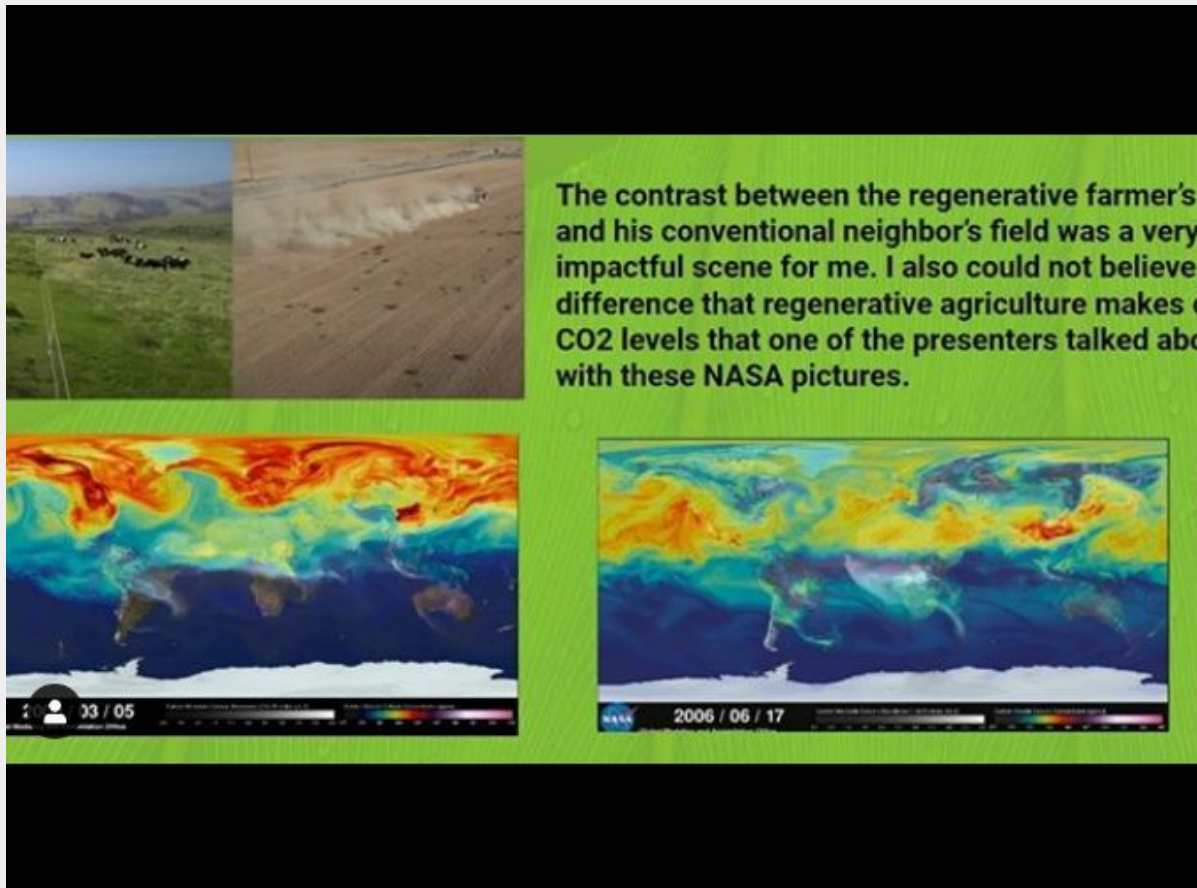 The contrast between the regenerative farmer's
and his conventional neighbor's field was a very
impactful scene for me. I also could not believe
difference that regenerative agriculture makes
CO2 levels that one of the presenters talked
with these NASA pictures.
03 / 05
NASA
2006 / 06 / 17